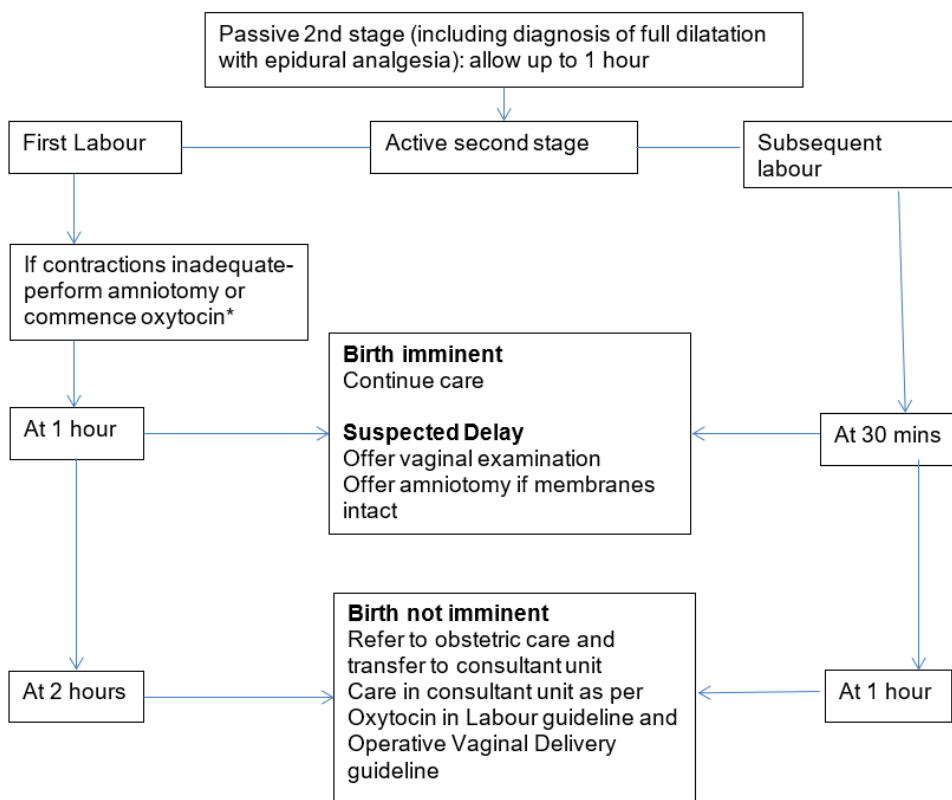 Passive 2nd stage (including diagnosis of full dilatation
with epidural analgesia): allow up to 1 hour
First Labour
Active second stage
Subsequent
labour
If contractions inadequate-
perform amniotomy or
commence oxytocin*
Birth imminent
Continue care
Suspected Delay
Offer vaginal examination
Offer amniotomy if membranes
intact
At 1 hour
At 30 mins
Birth not imminent
Refer to obstetric care and
transfer to consultant unit
Care in consultant unit as per
Oxytocin in Labour guideline and
Operative Vaginal Delivery
guideline
At 2 hours
At 1 hour